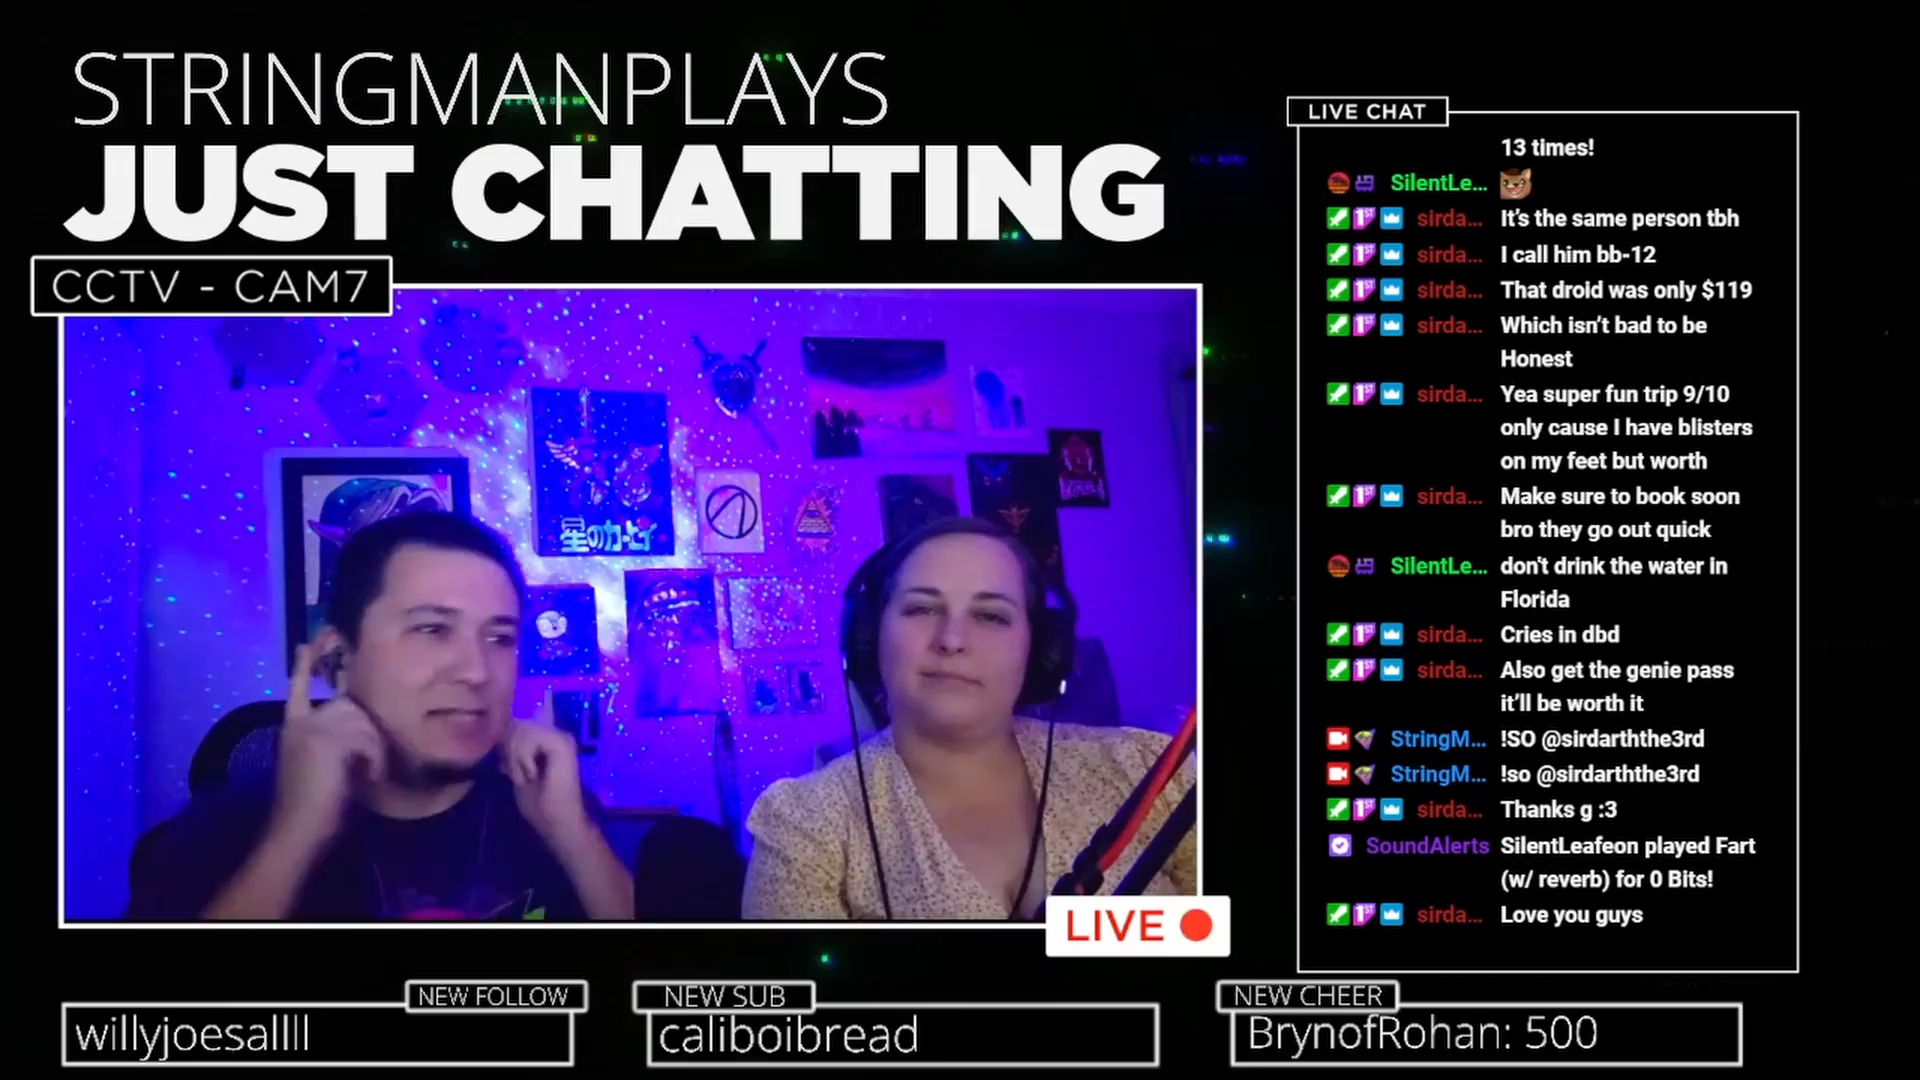 STRINGMANPLAYS
JUST CHATTING
CCTV - CAM7
星のカービィ
LIVE
LIVE CHAT
13 times!
SilentLe...
sirda... It's the same person tbh
sirda... I call him bb-12
sirda... That droid was only $119
sirda... Which isn't bad to be
Honest
sirda... Yea super fun trip 9/10
only cause I have blisters
on my feet but worth
sirda... Make sure to book soon
bro they go out quick
SilentLe... don't drink the water in
Florida
sirda... Cries in dbd
sirda... Also get the genie pass
it'll be worth it
StringM... !SO @sirdarththe3rd
StringM... !so @sirdarththe3rd
sirda... Thanks g :3
SoundAlerts SilentLeafeon played Fart
(w/ reverb) for 0 Bits!
sirda... Love you guys
NEW FOLLOW
willyjoesallll
NEW SUB
caliboibread
NEW CHEER
BrynofRohan: 500